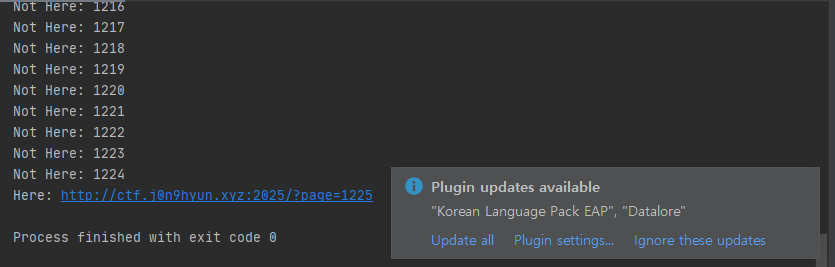 Not Here: 1216
Not Here: 1217
Not Here: 1218
Not Here: 1219
Not Here: 1220
Not Here: 1221
Not Here: 1222
Not Here: 1223
Not Here: 1224
Here: http://ctf.j0n9hyun.xyz:2025/?page=1225
Process finished with exit code 0
Plugin updates available
"Korean Language Pack EAP", "Datalore"
Update all Plugin settings... Ignore these updates